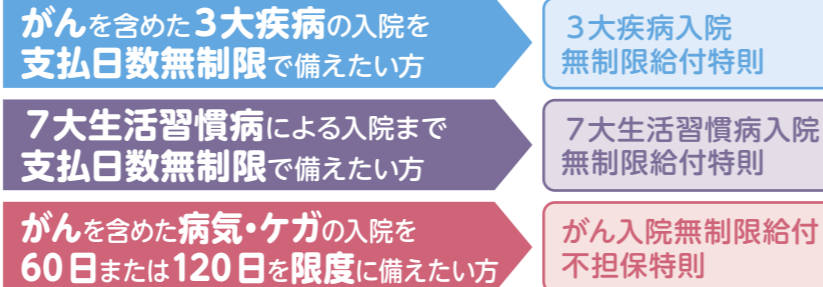 がんを含めた3大疾病の入院を
支払日数無制限で備えたい方
3大疾病入院
無制限給付特則
7大生活習慣病による入院まで
支払日数無制限で備えたい方
7大生活習慣病入院
無制限給付特則
がんを含めた病気・ケガの入院を
60日または120日を限度に備えたい方
がん入院無制限給付
不担保特則